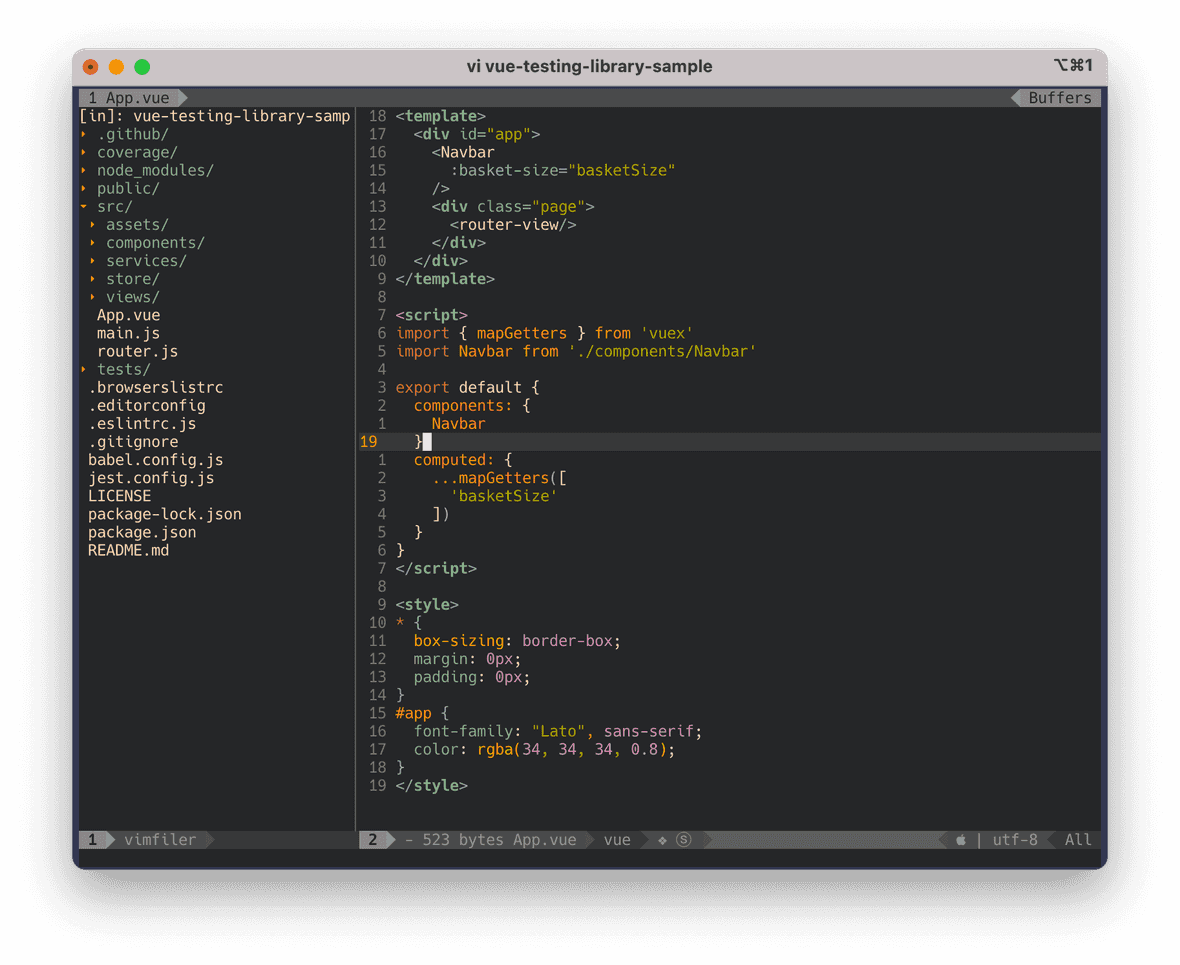 vi vue-testing-library-sample
⌥⌘1
1 App.vue
Buffers
[in]: vue-testing-library-samp
.github/
coverage/
node_modules/
public/
src/
assets/
components/
services/
store/
views/
App.vue
main.js
router.js
tests/
.browserslistrc
.editorconfig
.eslintrc.js
.gitignore
babel.config.js
jest.config.js
LICENSE
package-lock.json
package.json
README.md
18 <template>
17   <div id="app">
16     <Navbar
15       :basket-size="basketSize"
14     />
13     <div class="page">
12       <router-view/>
11     </div>
10   </div>
9 </template>
8
7 <script>
6 import { mapGetters } from 'vuex'
5 import Navbar from './components/Navbar'
4
3 export default {
2   components: {
1     Navbar
19   }
1   computed: {
2     ...mapGetters([
3       'basketSize'
4     ])
5   }
6 }
7 </script>
8
9 <style>
10 * {
11   box-sizing: border-box;
12   margin: 0px;
13   padding: 0px;
14 }
15 #app {
16   font-family: "Lato", sans-serif;
17   color: rgba(34, 34, 34, 0.8);
18 }
19 </style>
1 vimfiler
2 - 523 bytes App.vue vue ❖ Ⓢ | utf-8 All